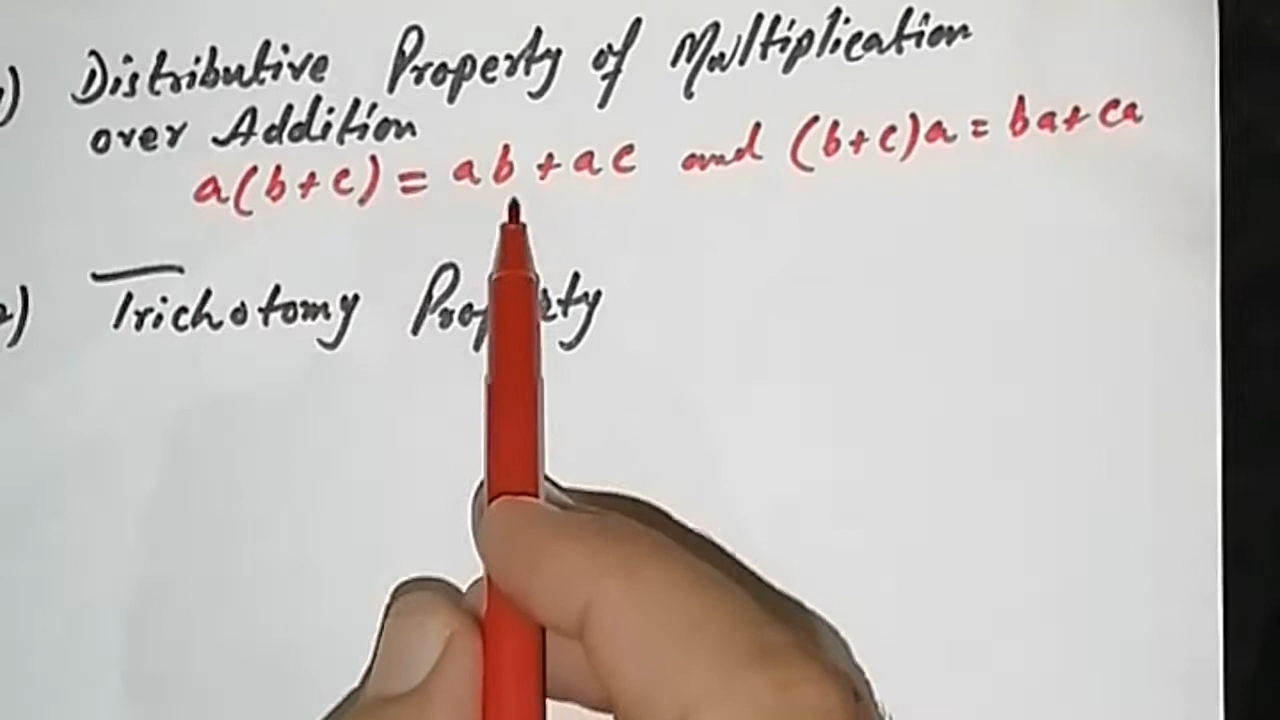 ) Distributive Property of Multiplication
over Addition
a(b+c) = ab+ac and (b+c)a = ba+ca
) Trichotomy Property